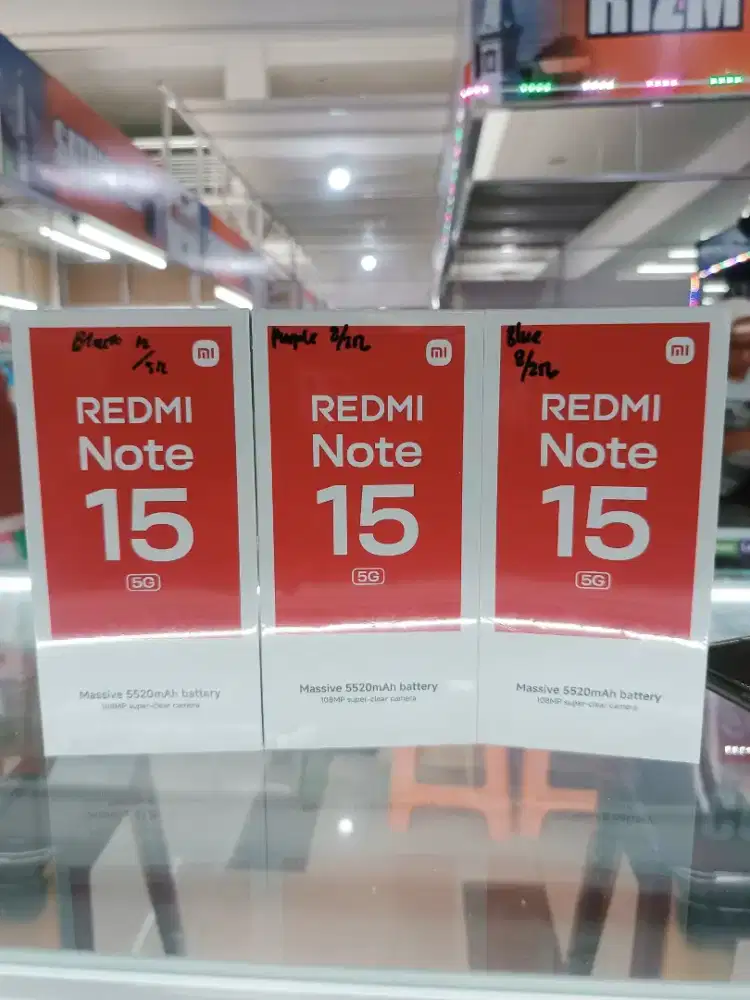 RIZM
Black 12
/512
mi
REDMI
Note
15
5G
Massive 5520mAh battery
108MP super-clear camera
Purple 8/256
mi
REDMI
Note
15
5G
Massive 5520mAh battery
108MP super-clear camera
Blue
8/256
mi
REDMI
Note
15
5G
Massive 5520mAh battery
108MP super-clear camera